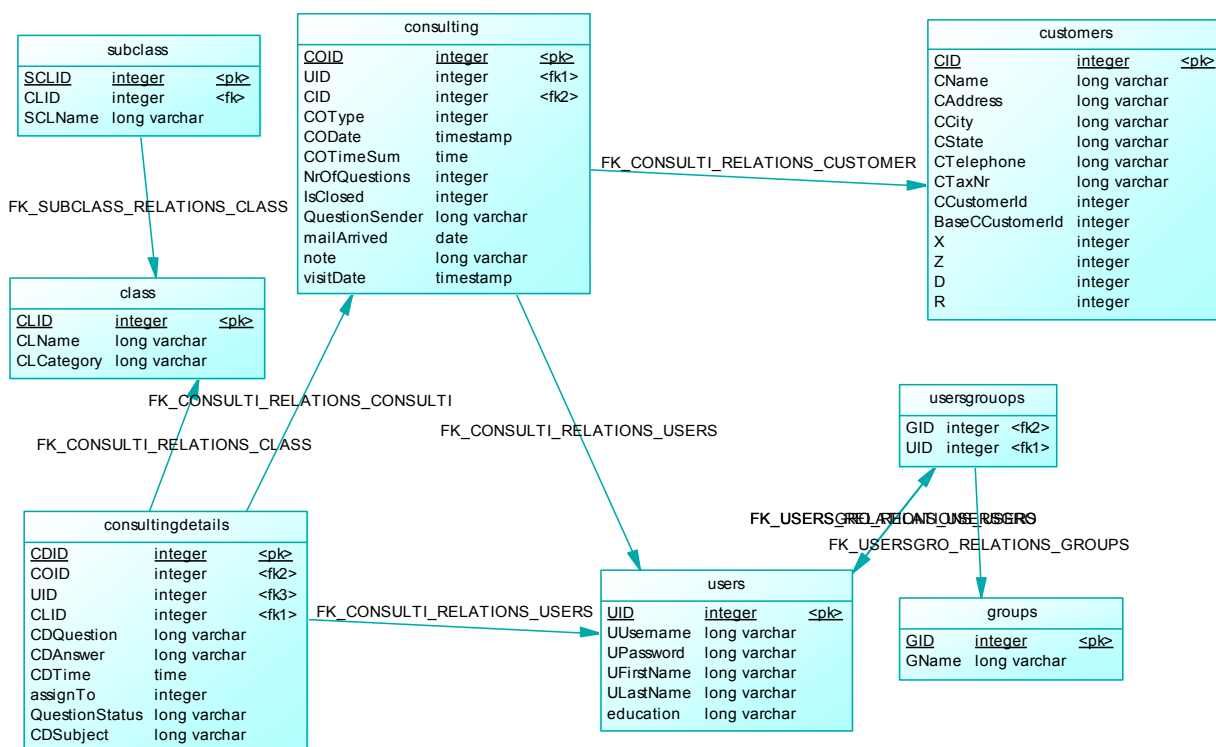 subclass
SCLID integer <pk>
CLID integer <fk>
SCLName long varchar
consulting
COID integer <pk>
UID integer <fk1>
CID integer <fk2>
COType integer
CODate timestamp
COTimeSum time
NrOfQuestions integer
IsClosed integer
QuestionSender long varchar
mailArrived date
note long varchar
visitDate timestamp
customers
CID integer <pk>
CName long varchar
CAddress long varchar
CCity long varchar
CState long varchar
CTelephone long varchar
CTaxNr long varchar
CCustomerId integer
BaseCCustomerId integer
X integer
Z integer
D integer
R integer
FK_CONSULTI_RELATIONS_CUSTOMER
FK_SUBCLASS_RELATIONS_CLASS
class
CLID integer <pk>
CLName long varchar
CLCategory long varchar
FK_CONSULTI_RELATIONS_CONSULTI
FK_CONSULTI_RELATIONS_CLASS
FK_CONSULTI_RELATIONS_USERS
usersgrouops
GID integer <fk2>
UID integer <fk1>
FK_USERSGRO_RELATIONS_GROUPS
consultingdetails
CDID integer <pk>
COID integer <fk2>
UID integer <fk3>
CLID integer <fk1>
CDQuestion long varchar
CDAnswer long varchar
CDTime time
assignTo integer
QuestionStatus long varchar
CDSubject long varchar
FK_CONSULTI_RELATIONS_USERS
users
UID integer <pk>
UUsername long varchar
UPassword long varchar
UFirstName long varchar
ULastName long varchar
education long varchar
groups
GID integer <pk>
GName long varchar